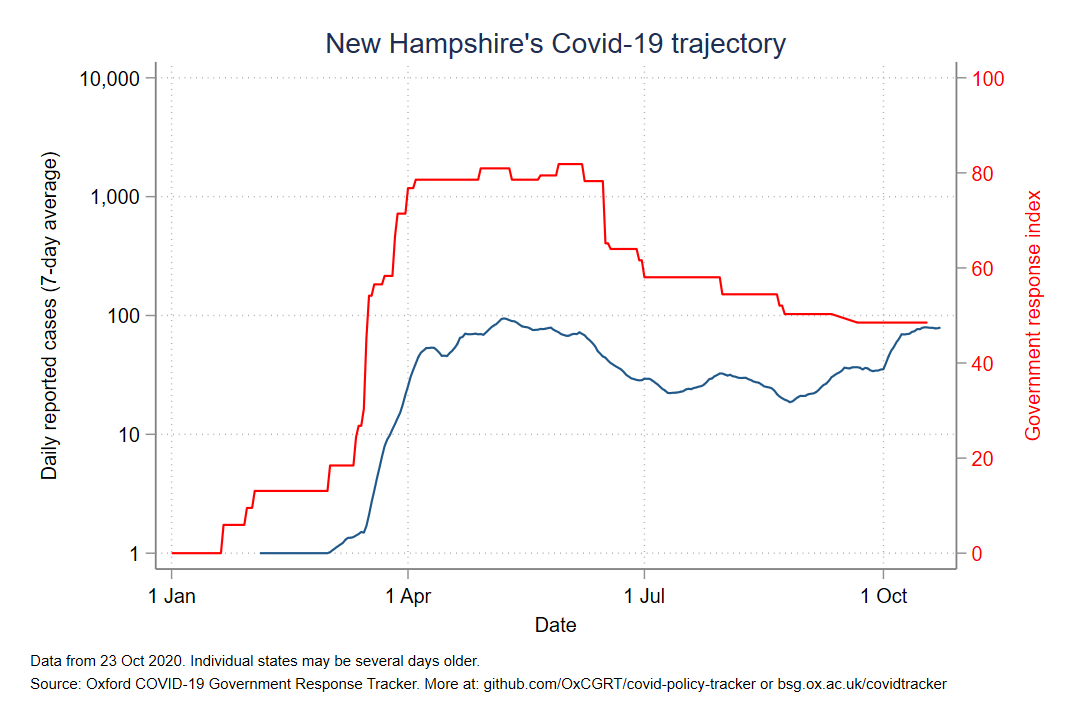 New Hampshire's Covid-19 trajectory
Daily reported cases (7-day average)
10,000
1,000
100
10
1
100
80
60
40
20
0
Government response index
1 Jan
1 Apr
1 Jul
1 Oct
Date
Data from 23 Oct 2020. Individual states may be several days older.
Source: Oxford COVID-19 Government Response Tracker. More at: github.com/OxCGRT/covid-policy-tracker or bsg.ox.ac.uk/covidtracker